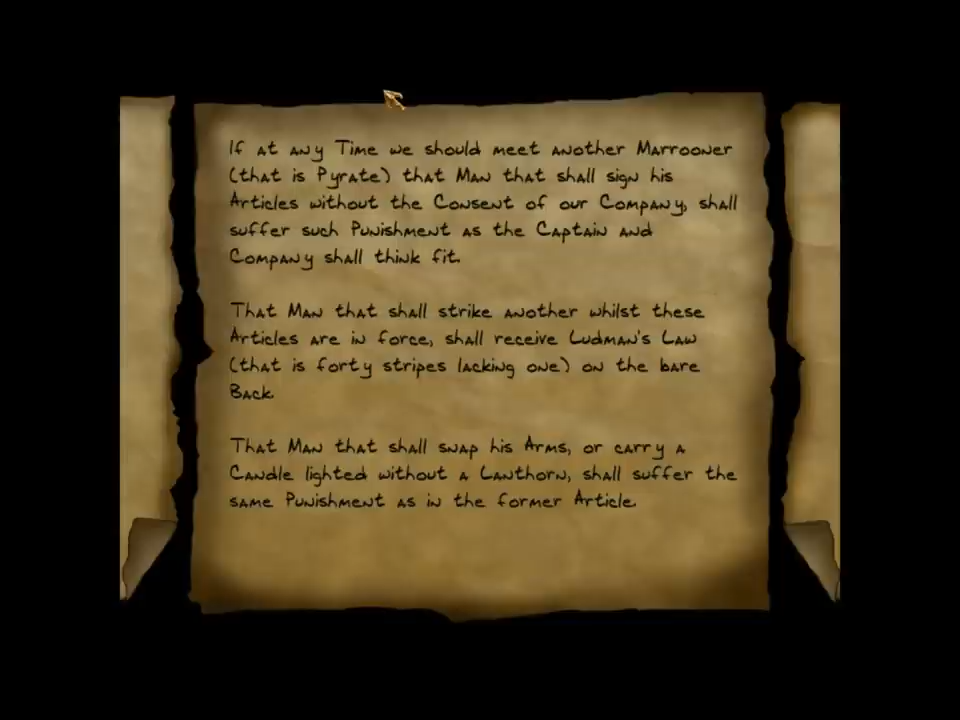 If at any Time we should meet another Marrooner
(that is Pyrate) that Man that shall sign his
Articles without the Consent of our Company, shall
suffer such Punishment as the Captain and
Company shall think fit.
That Man that shall strike another whilst these
Articles are in force, shall receive Ludman's Law
(that is forty stripes lacking one) on the bare
Back.
That Man that shall snap his Arms, or carry a
Candle lighted without a Lanthorn, shall suffer the
same Punishment as in the former Article.